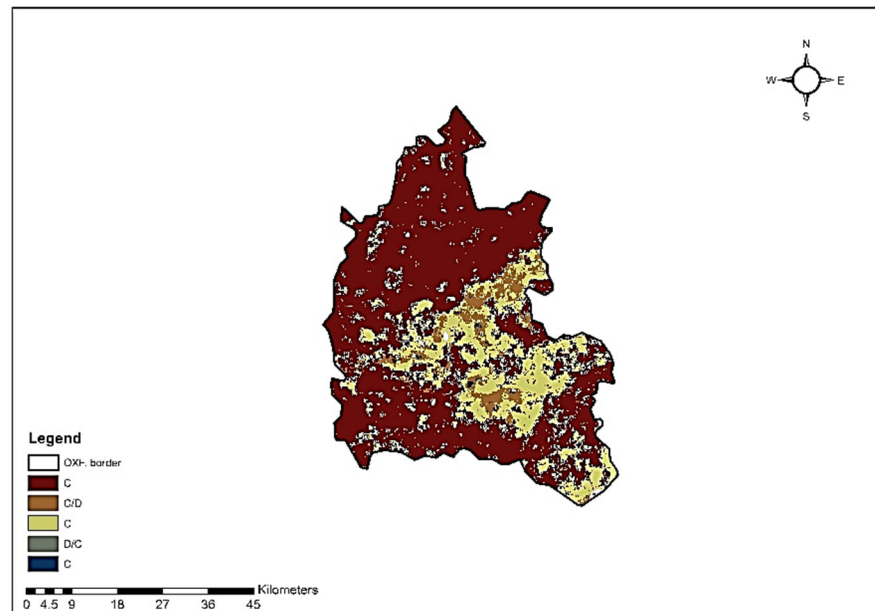 N
W E
S
Legend
OXF. border
C
C/D
C
D/C
C
Kilometers
0 4.5 9 18 27 36 45